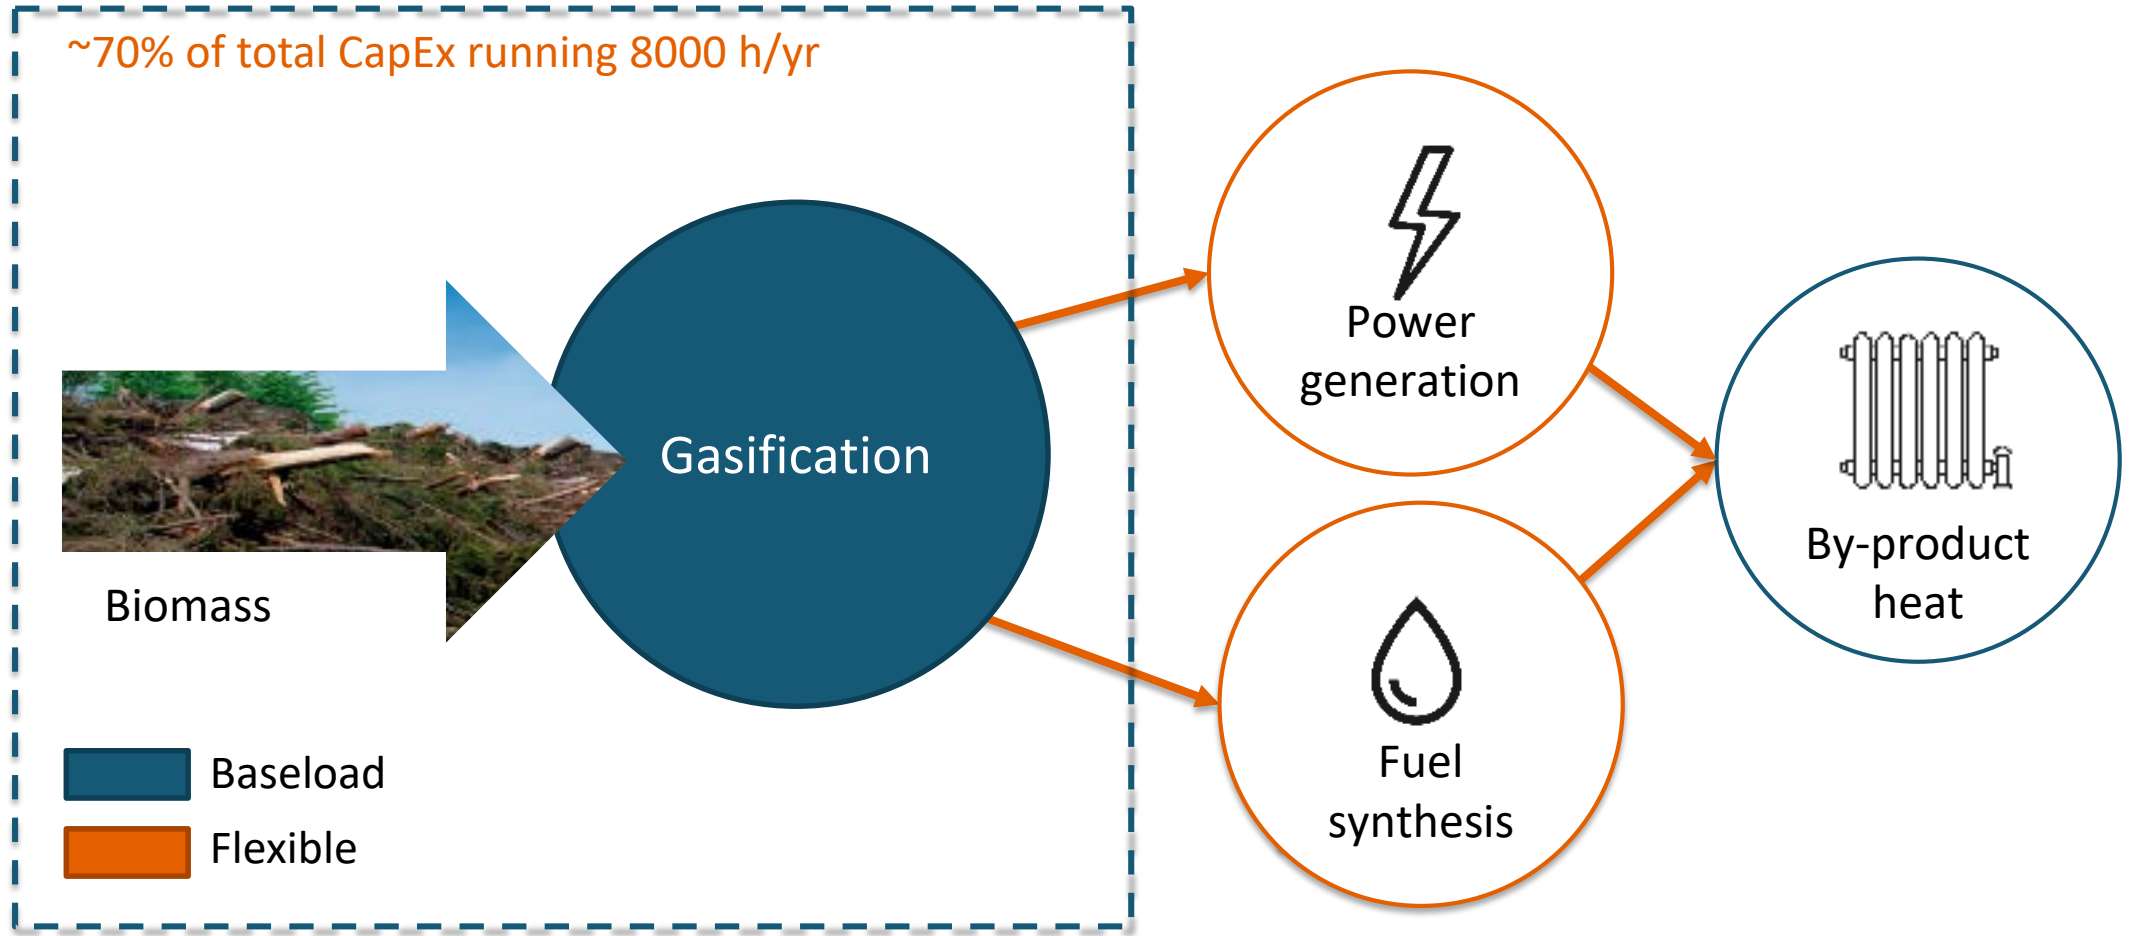 ~70% of total CapEx running 8000 h/yr
Biomass
Gasification
Power
generation
Fuel
synthesis
By-product
heat
Baseload
Flexible